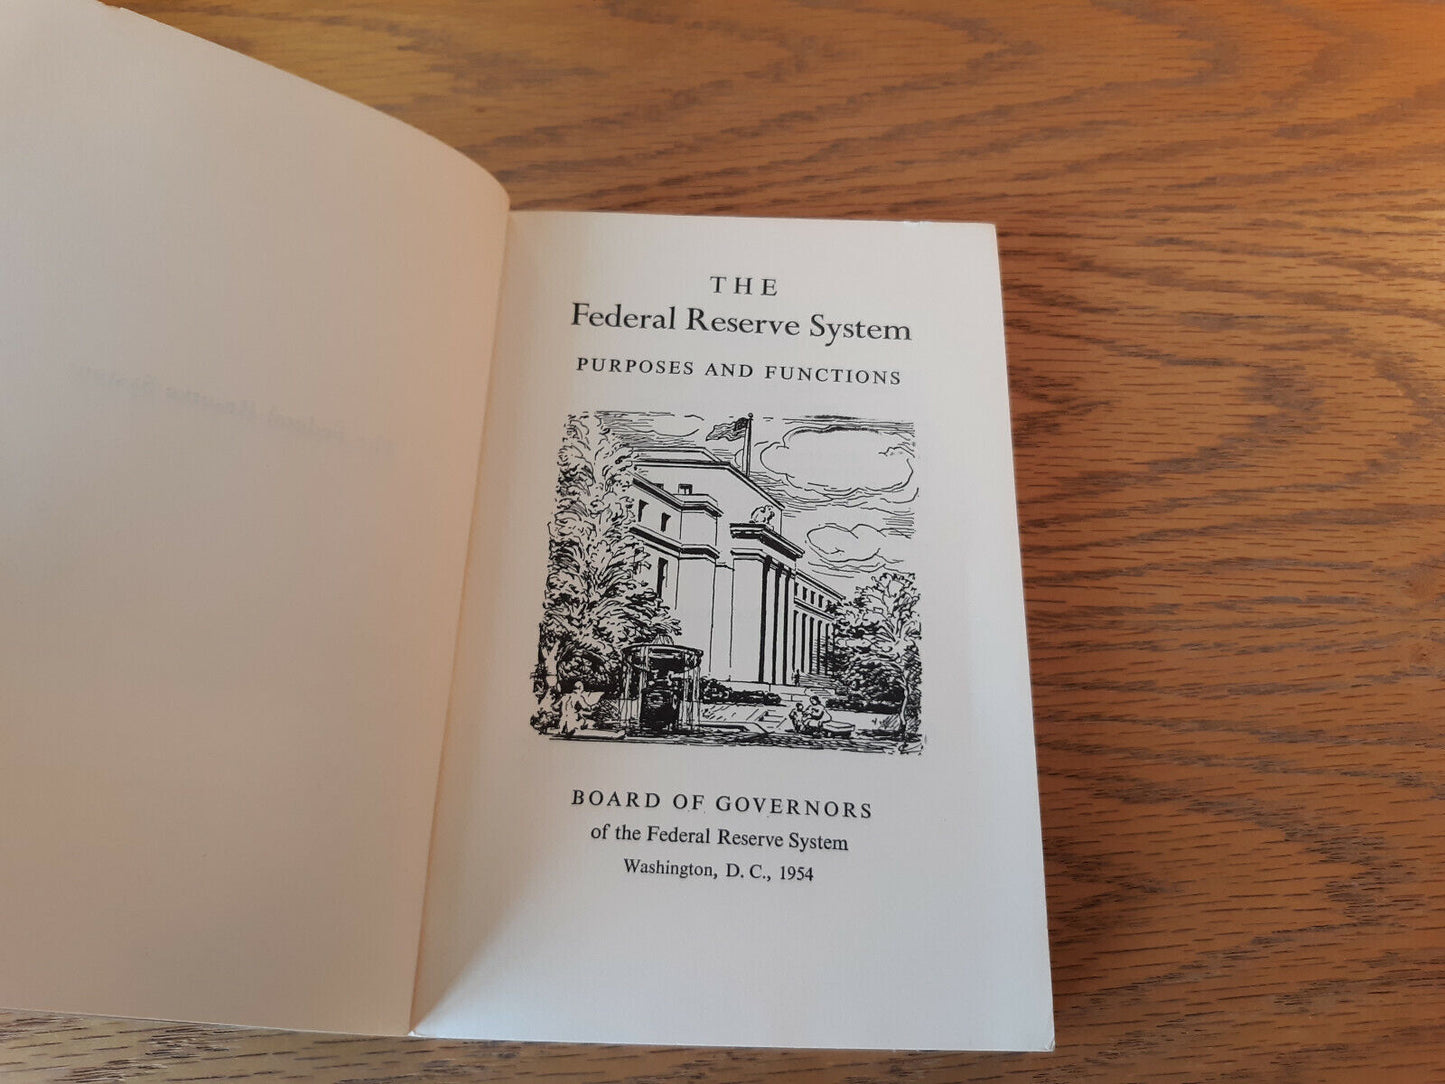 THE
Federal Reserve System
PURPOSES AND FUNCTIONS
BOARD OF GOVERNORS
of the Federal Reserve System
Washington, D. C., 1954